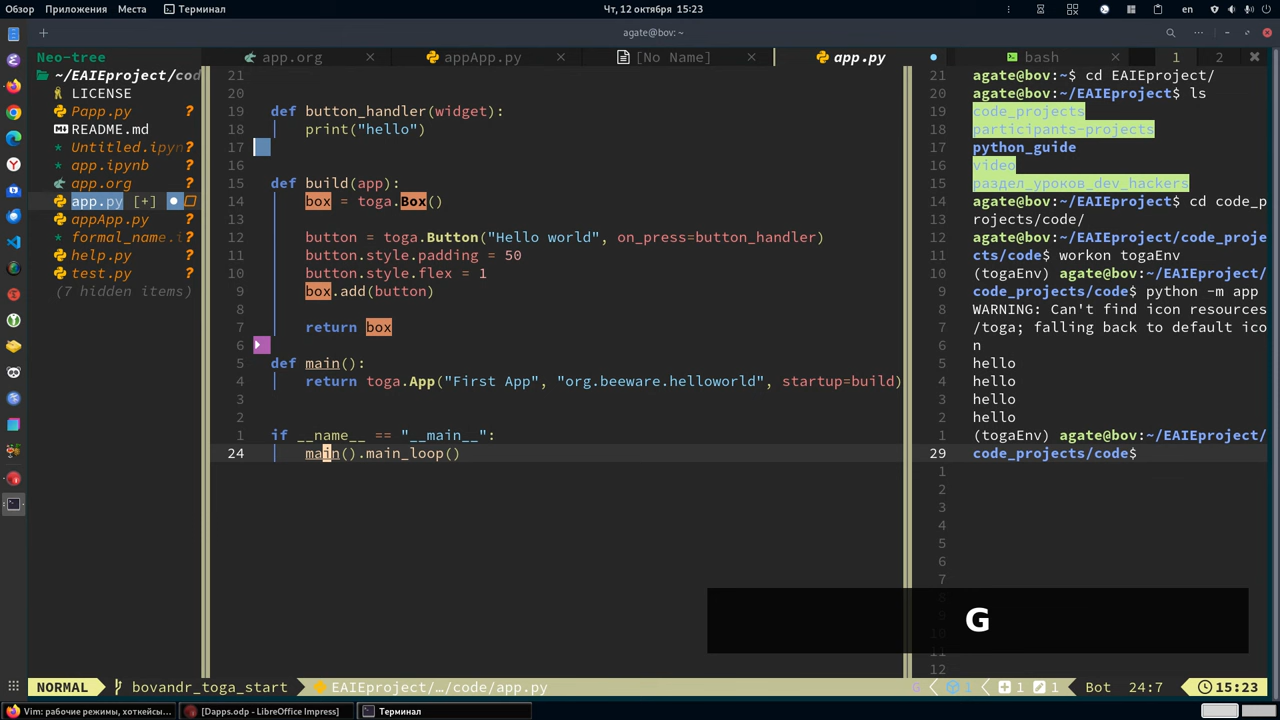 Обзор Приложения Места Терминал Чт, 12 октября 15:23 en
+ agate@bov: ~
Neo-tree app.org appApp.py [No Name] app.py bash 1 2
~/EAIEproject/cod
LICENSE
Papp.py ?
README.md
Untitled.ipyn ?
app.ipynb ?
app.org ?
app.py [+]
appApp.py ?
formal_name.i ?
help.py ?
test.py ?
(7 hidden items)
21
20
19 def button_handler(widget):
18 print("hello")
17
16
15 def build(app):
14 box = toga.Box()
13
12 button = toga.Button("Hello world", on_press=button_handler)
11 button.style.padding = 50
10 button.style.flex = 1
9 box.add(button)
8
7 return box
6
5 def main():
4 return toga.App("First App", "org.beeware.helloworld", startup=build)
3
2
1 if __name__ == "__main__":
24 main().main_loop()
21 agate@bov:~$ cd EAIEproject/
20 agate@bov:~/EAIEproject$ ls
19 code_projects
18 participants-projects
17 python_guide
16 video
15 раздел_уроков_dev_hackers
14 agate@bov:~/EAIEproject$ cd code_p
13 rojects/code/
12 agate@bov:~/EAIEproject/code_proje
11 cts/code$ workon togaEnv
10 (togaEnv) agate@bov:~/EAIEproject/
9 code_projects/code$ python -m app
8 WARNING: Can't find icon resources
7 /toga; falling back to default ico
6 n
5 hello
4 hello
3 hello
2 hello
1 (togaEnv) agate@bov:~/EAIEproject/
29 code_projects/code$
1
2
3
4
5
6
7
8
9
10
11
12
G
NORMAL bovandr_toga_start EAIEproject/…/code/app.py G 1 1 1 Bot 24:7 15:23
Vim: рабочие режимы, хоткейсы... [Dapps.odp - LibreOffice Impress] Терминал